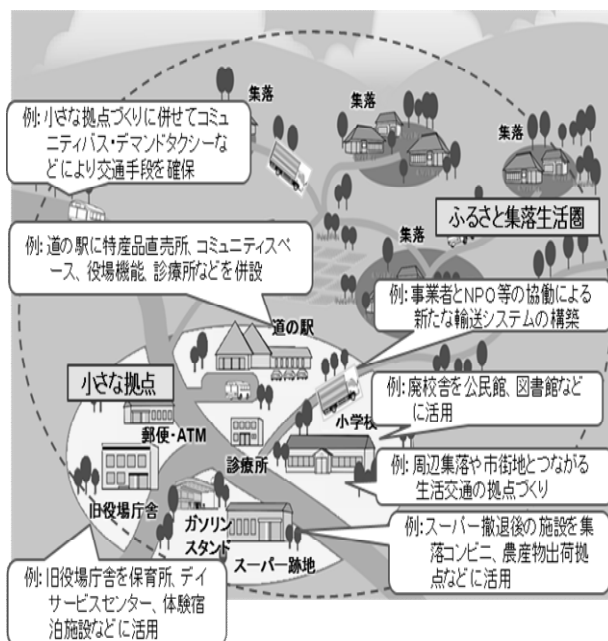 集落
集落
集落
例：小さな拠点づくりに併せてコミュ
ニティバス・デマンドタクシーな
どにより交通手段を確保
ふるさと集落生活圏
集落
例：道の駅に特産品直売所、コミュニティスペ
ース、役場機能、診療所などを併設
例：事業者とNPO等の協働による
新たな輸送システムの構築
道の駅
小さな拠点
例：廃校舎を公民館、図書館など
に活用
小学校
郵便・ATM
診療所
例：周辺集落や市街地とつながる
生活交通の拠点づくり
旧役場庁舎
ガソリン
スタンド
スーパー跡地
例：スーパー撤退後の施設を集
落コンビニ、農産物出荷拠
点などに活用
例：旧役場庁舎を保育所、デイ
サービスセンター、体験宿
泊施設などに活用